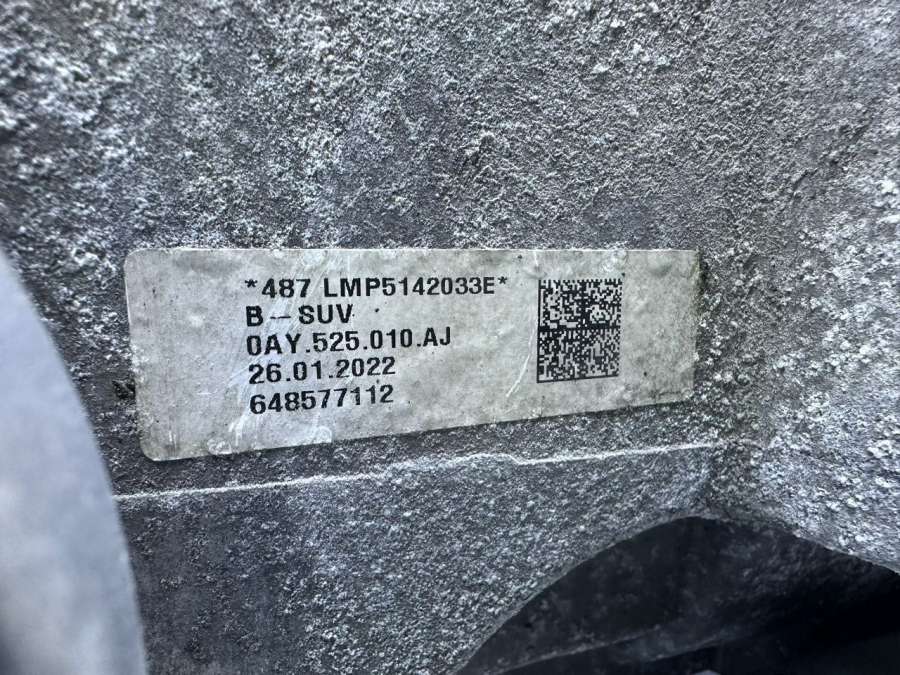 *487 LMP5142033E*
B-SUV
0AY.525.010.AJ
26.01.2022
648577112